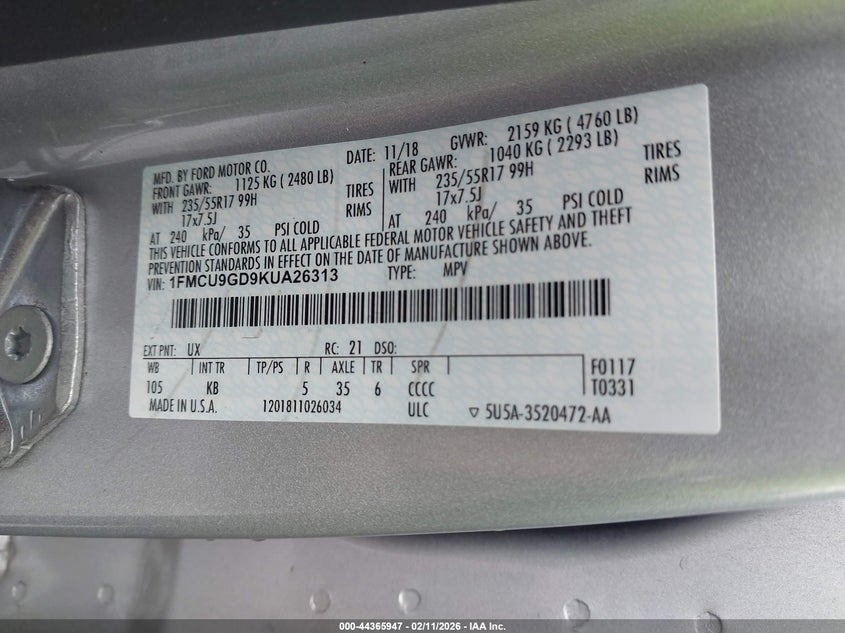 MFD. BY FORD MOTOR CO. DATE: 11/18 GVWR: 2159 KG ( 4760 LB)
FRONT GAWR: 1125 KG ( 2480 LB) REAR GAWR: 1040 KG ( 2293 LB)
WITH 235/55R17 99H TIRES WITH 235/55R17 99H TIRES
17x7.5J RIMS 17x7.5J RIMS
AT 240 kPa/ 35 PSI COLD AT 240 kPa/ 35 PSI COLD
THIS VEHICLE CONFORMS TO ALL APPLICABLE FEDERAL MOTOR VEHICLE SAFETY AND THEFT
PREVENTION STANDARDS IN EFFECT ON THE DATE OF MANUFACTURE SHOWN ABOVE.
VIN: 1FMCU9GD9KUA26313 TYPE: MPV
EXT PNT: UX RC: 21 DSO:
WB INT TR TP/PS R AXLE TR SPR F0117
105 KB 5 35 6 CCCC T0331
MADE IN U.S.A. 1201811026034 ULC ▽ 5U5A-3520472-AA
000-44365947 - 02/11/2026 - IAA Inc.